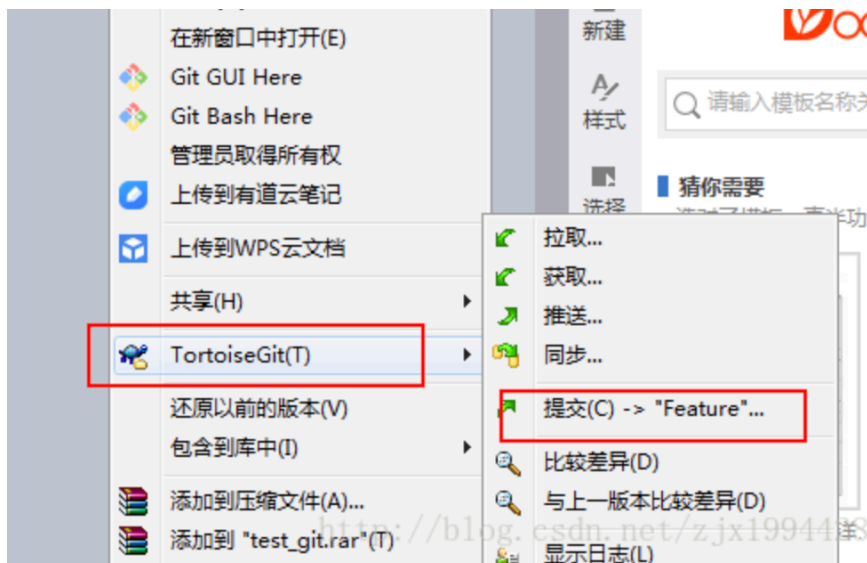 在新窗口中打开(E)
Git GUI Here
Git Bash Here
管理员取得所有权
上传到有道云笔记
上传到WPS云文档
共享(H)
TortoiseGit(T)
还原以前的版本(V)
包含到库中(I)
添加到压缩文件(A)...
添加到 "test_git.rar"(T)
拉取...
获取...
推送...
同步...
提交(C) -> "Feature"...
比较差异(D)
与上一版本比较差异(D)
显示日志(L)
新建
样式
选择
请输入模板名称关
猜你需要
http://blog.csdn.net/zjx19944